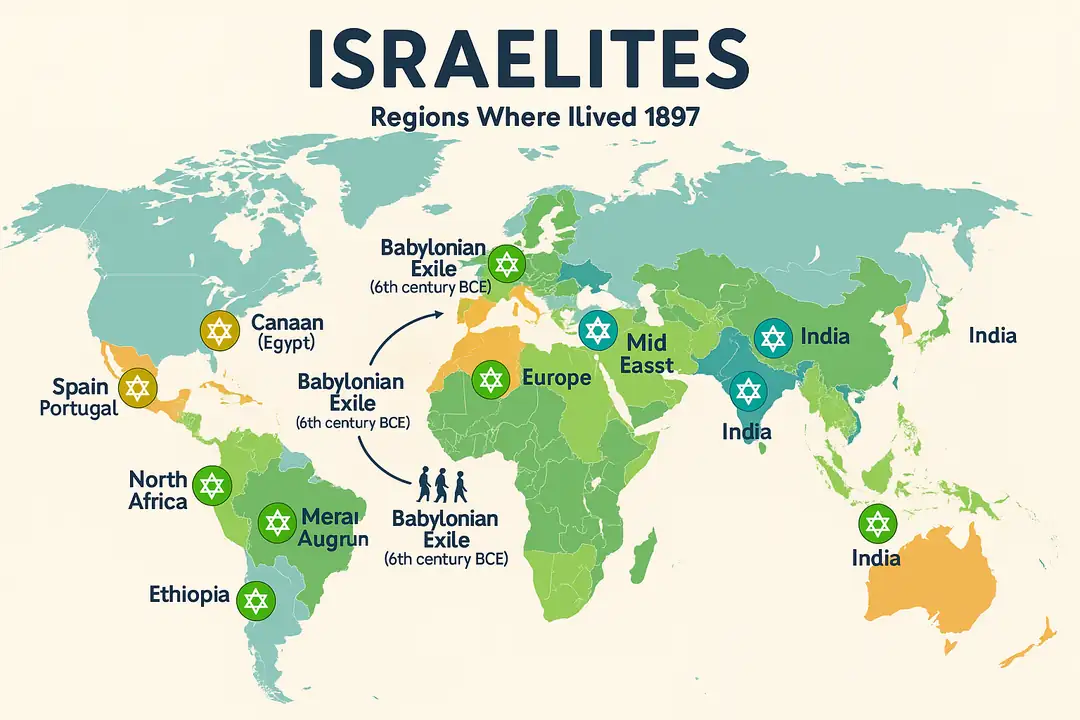 ISRAELITES
Regions Where Ilived 1897
Babylonian
Exile
(6th century BCE)
Canaan
(Egypt)
Spain
Portugal
Babylonian
Exile
(6th century BCE)
Europe
Mid
Easst
India
India
India
North
Africa
Meraı
Augrun
Babylonian
Exile
(6th century BCE)
India
Ethiopia